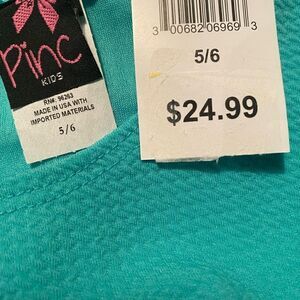 Pinc
KIDS
RN#: 96263
MADE IN USA WITH
IMPORTED MATERIALS
5/6
3 00682 06969 3
5/6
$24.99